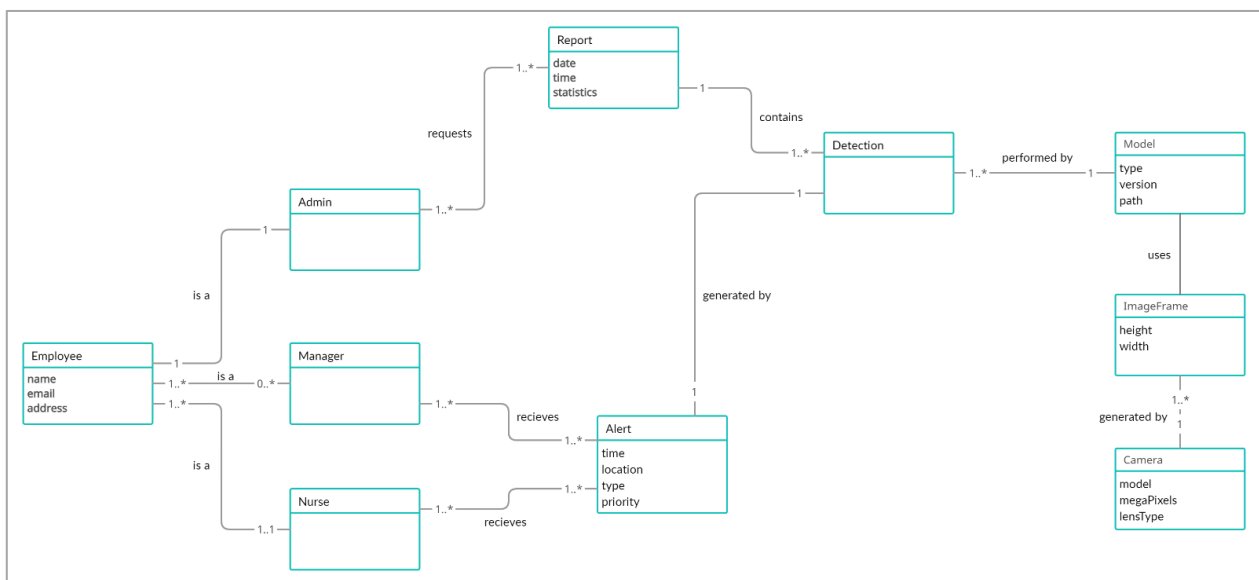 Report
date
time
statistics
1..*
1
requests
contains
1..*
Detection
performed by
1..*
1
Model
type
version
path
Admin
1..*
1
1
uses
is a
generated by
ImageFrame
height
width
Employee
name
email
address
1
1..*
is a
0..*
1..*
Manager
1..*
recieves
1..*
1
Alert
time
location
type
priority
1..*
generated by
1
Camera
model
megaPixels
lensType
is a
1..1
Nurse
1..*
recieves
1..*